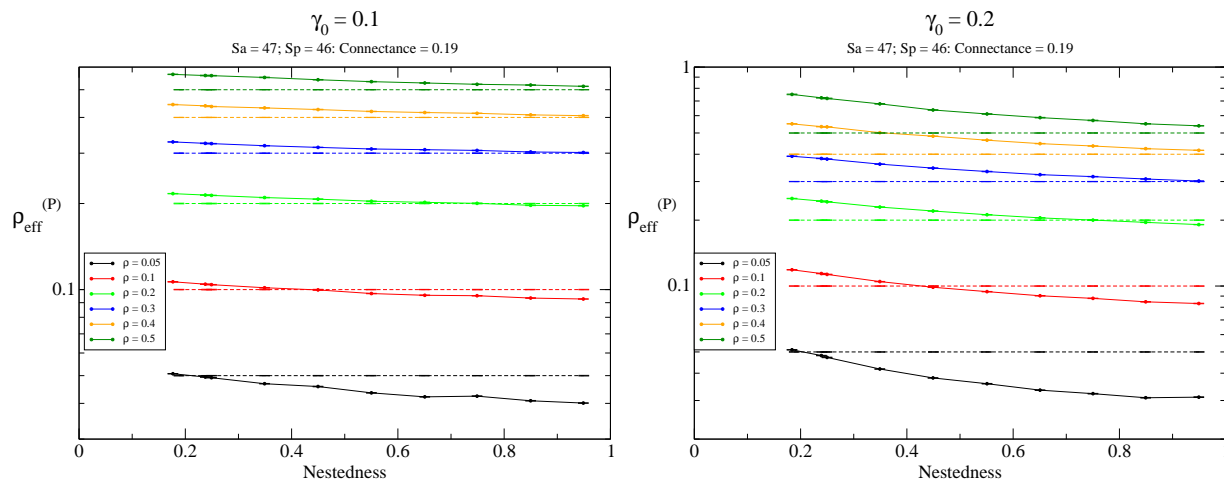 γ0 = 0.1
Sa = 47; Sp = 46: Connectance = 0.19
ρeff(P)
0.1
ρ = 0.05
ρ = 0.1
ρ = 0.2
ρ = 0.3
ρ = 0.4
ρ = 0.5
0 0.2 0.4 0.6 0.8 1
Nestedness
γ0 = 0.2
Sa = 47; Sp = 46: Connectance = 0.19
1
ρeff(P)
0.1
ρ = 0.05
ρ = 0.1
ρ = 0.2
ρ = 0.3
ρ = 0.4
ρ = 0.5
0 0.2 0.4 0.6 0.8
Nestedness